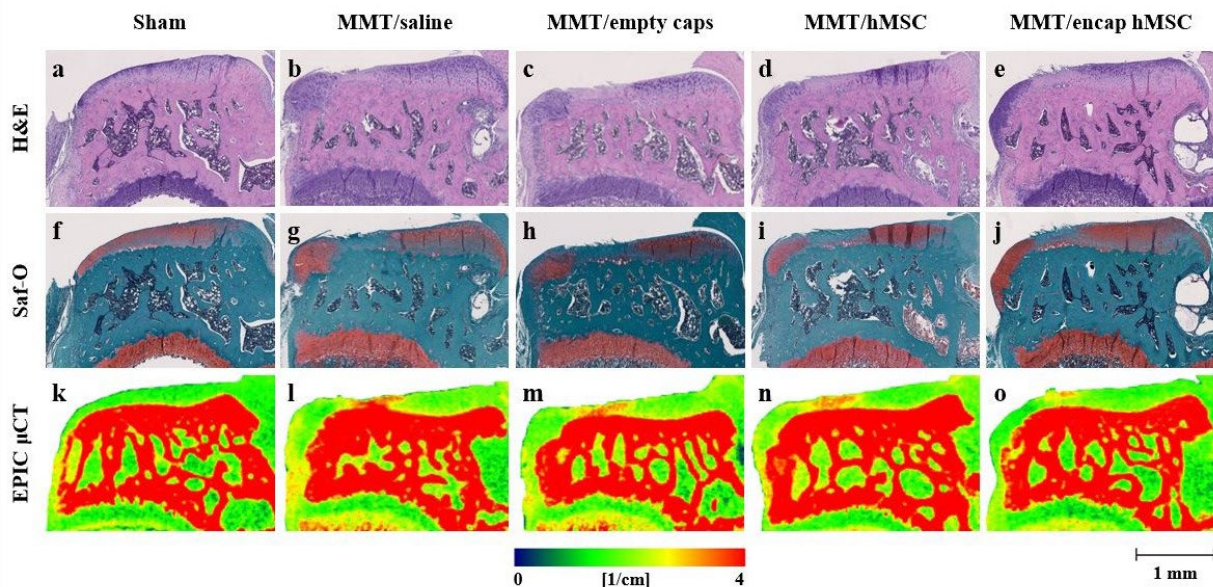 Sham MMT/saline MMT/empty caps MMT/hMSC MMT/encap hMSC
H&E
a b c d e
Saf-O
f g h i j
EPIC µCT
k l m n o
0 [1/cm] 4
1 mm